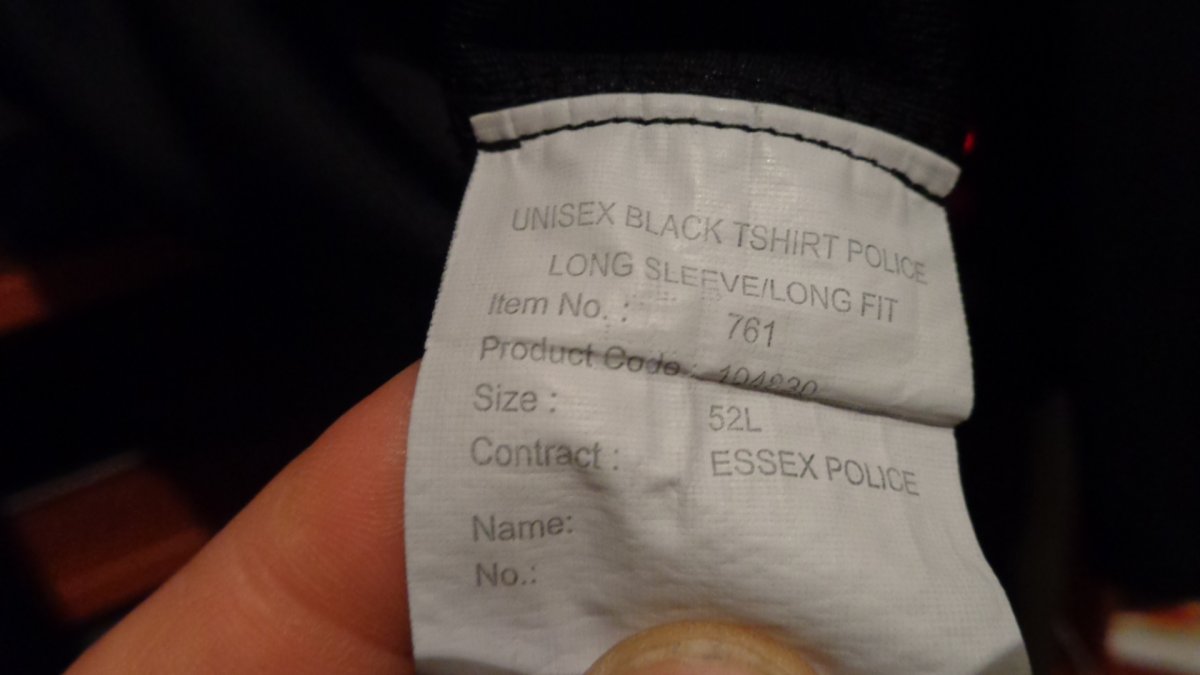 UNISEX BLACK TSHIRT POLICE
LONG SLEEVE/LONG FIT
Item No. : 761
Product Code :
Size : 52L
Contract : ESSEX POLICE
Name:
No.: